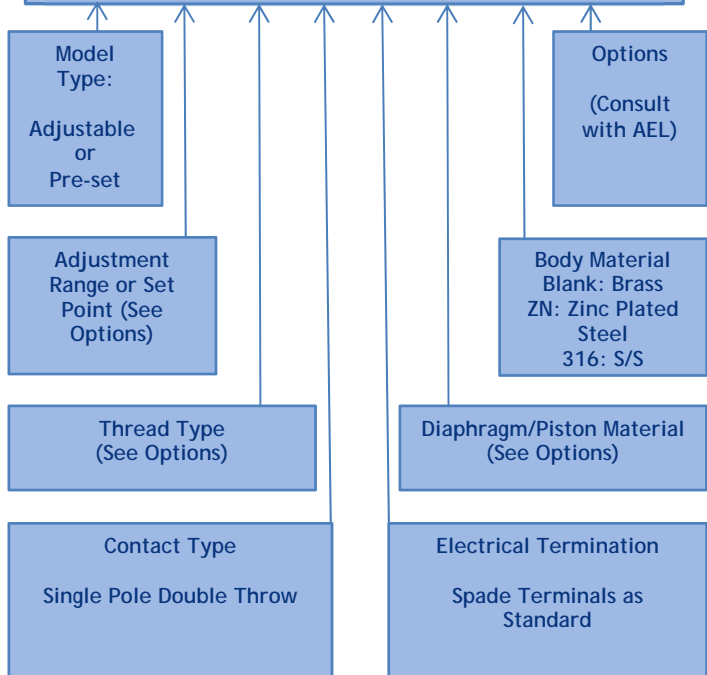 Model
Type:
Adjustable
or
Pre-set
Options
(Consult
with AEL)
Adjustment
Range or Set
Point (See
Options)
Body Material
Blank: Brass
ZN: Zinc Plated
Steel
316: S/S
Thread Type
(See Options)
Diaphragm/Piston Material
(See Options)
Contact Type
Single Pole Double Throw
Electrical Termination
Spade Terminals as
Standard